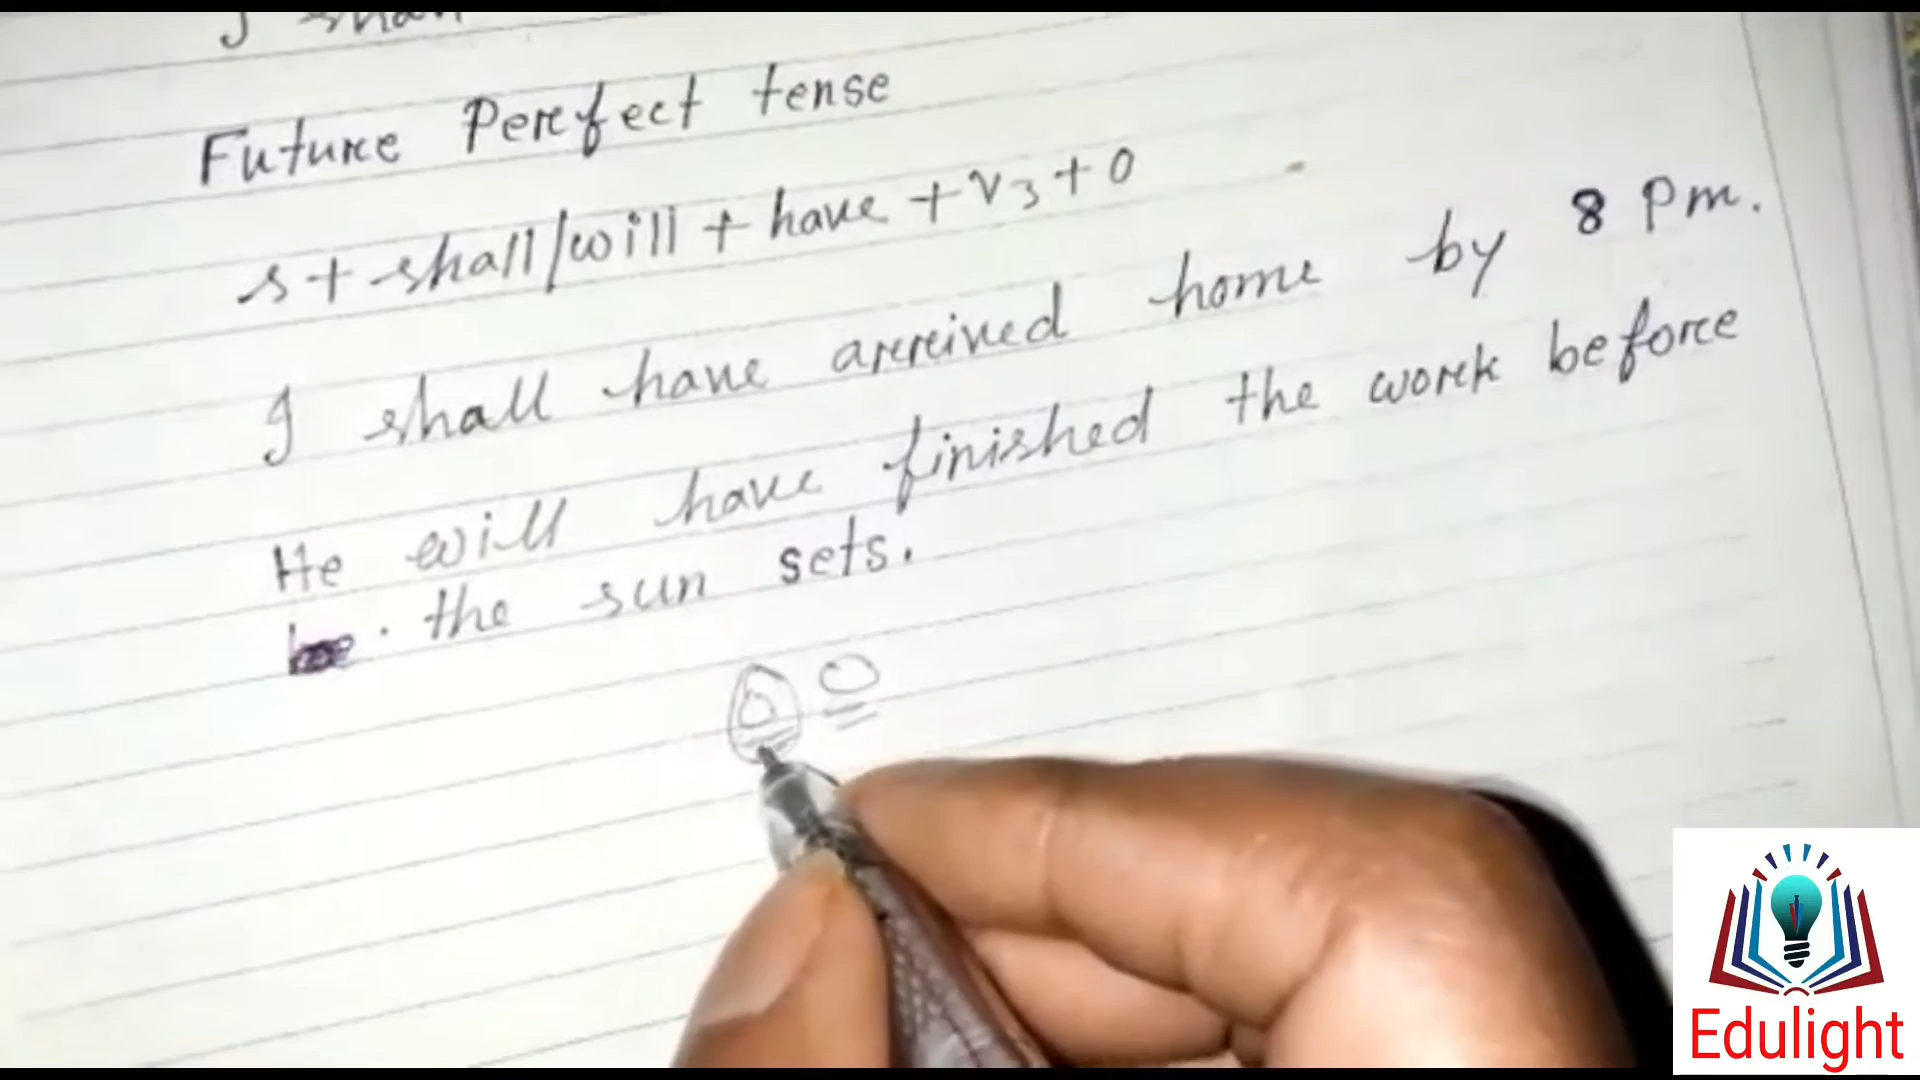 I shall
Future Perfect tense
s + shall/will + have + v3 + o
I shall have arrived home by 8 pm.
He will have finished the work before
the sun sets.
Edulight